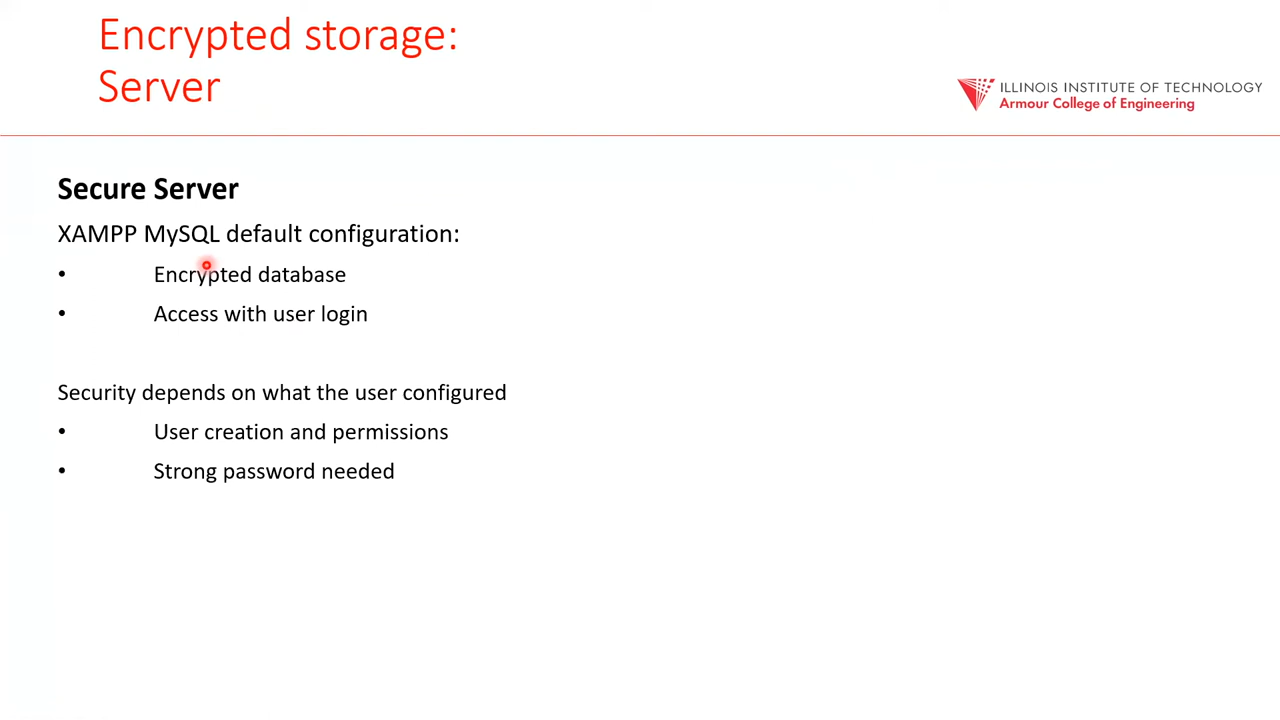 Encrypted storage:
Server
ILLINOIS INSTITUTE OF TECHNOLOGY
Armour College of Engineering
Secure Server
XAMPP MySQL default configuration:
• Encrypted database
• Access with user login
Security depends on what the user configured
• User creation and permissions
• Strong password needed